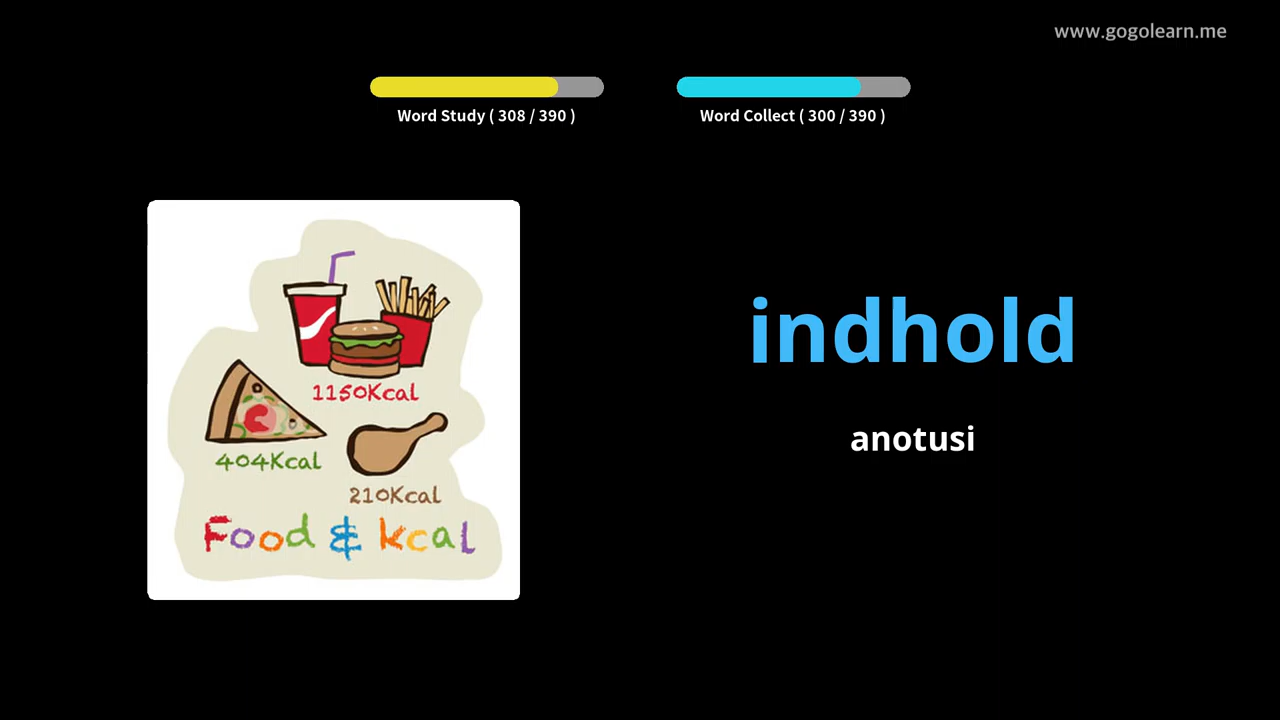 www.gogolearn.me
Word Study ( 308 / 390 )
Word Collect ( 300 / 390 )
1150Kcal
404Kcal
210Kcal
Food & kcal
indhold
anotusi